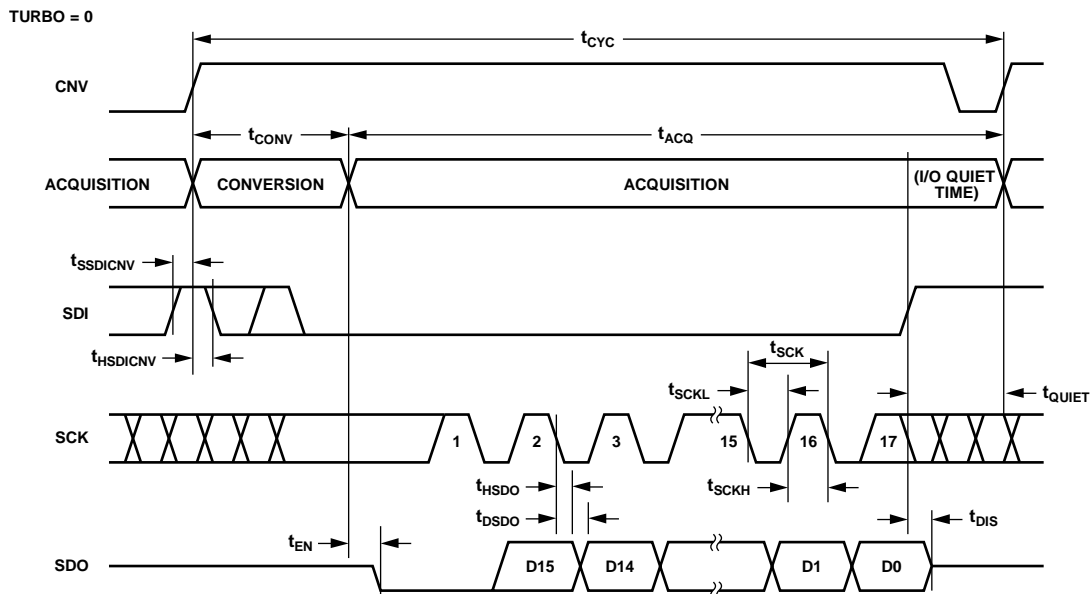 TURBO = 0
tCYC
CNV
tCONV
tACQ
ACQUISITION
CONVERSION
ACQUISITION
(I/O QUIET
TIME)
tSSDICNV
SDI
tHSDICNV
tSCK
tSCKL
tQUIET
SCK
1
2
3
15
16
17
tHSDO
tSCKH
tDSDO
tEN
tDIS
SDO
D15
D14
D1
D0